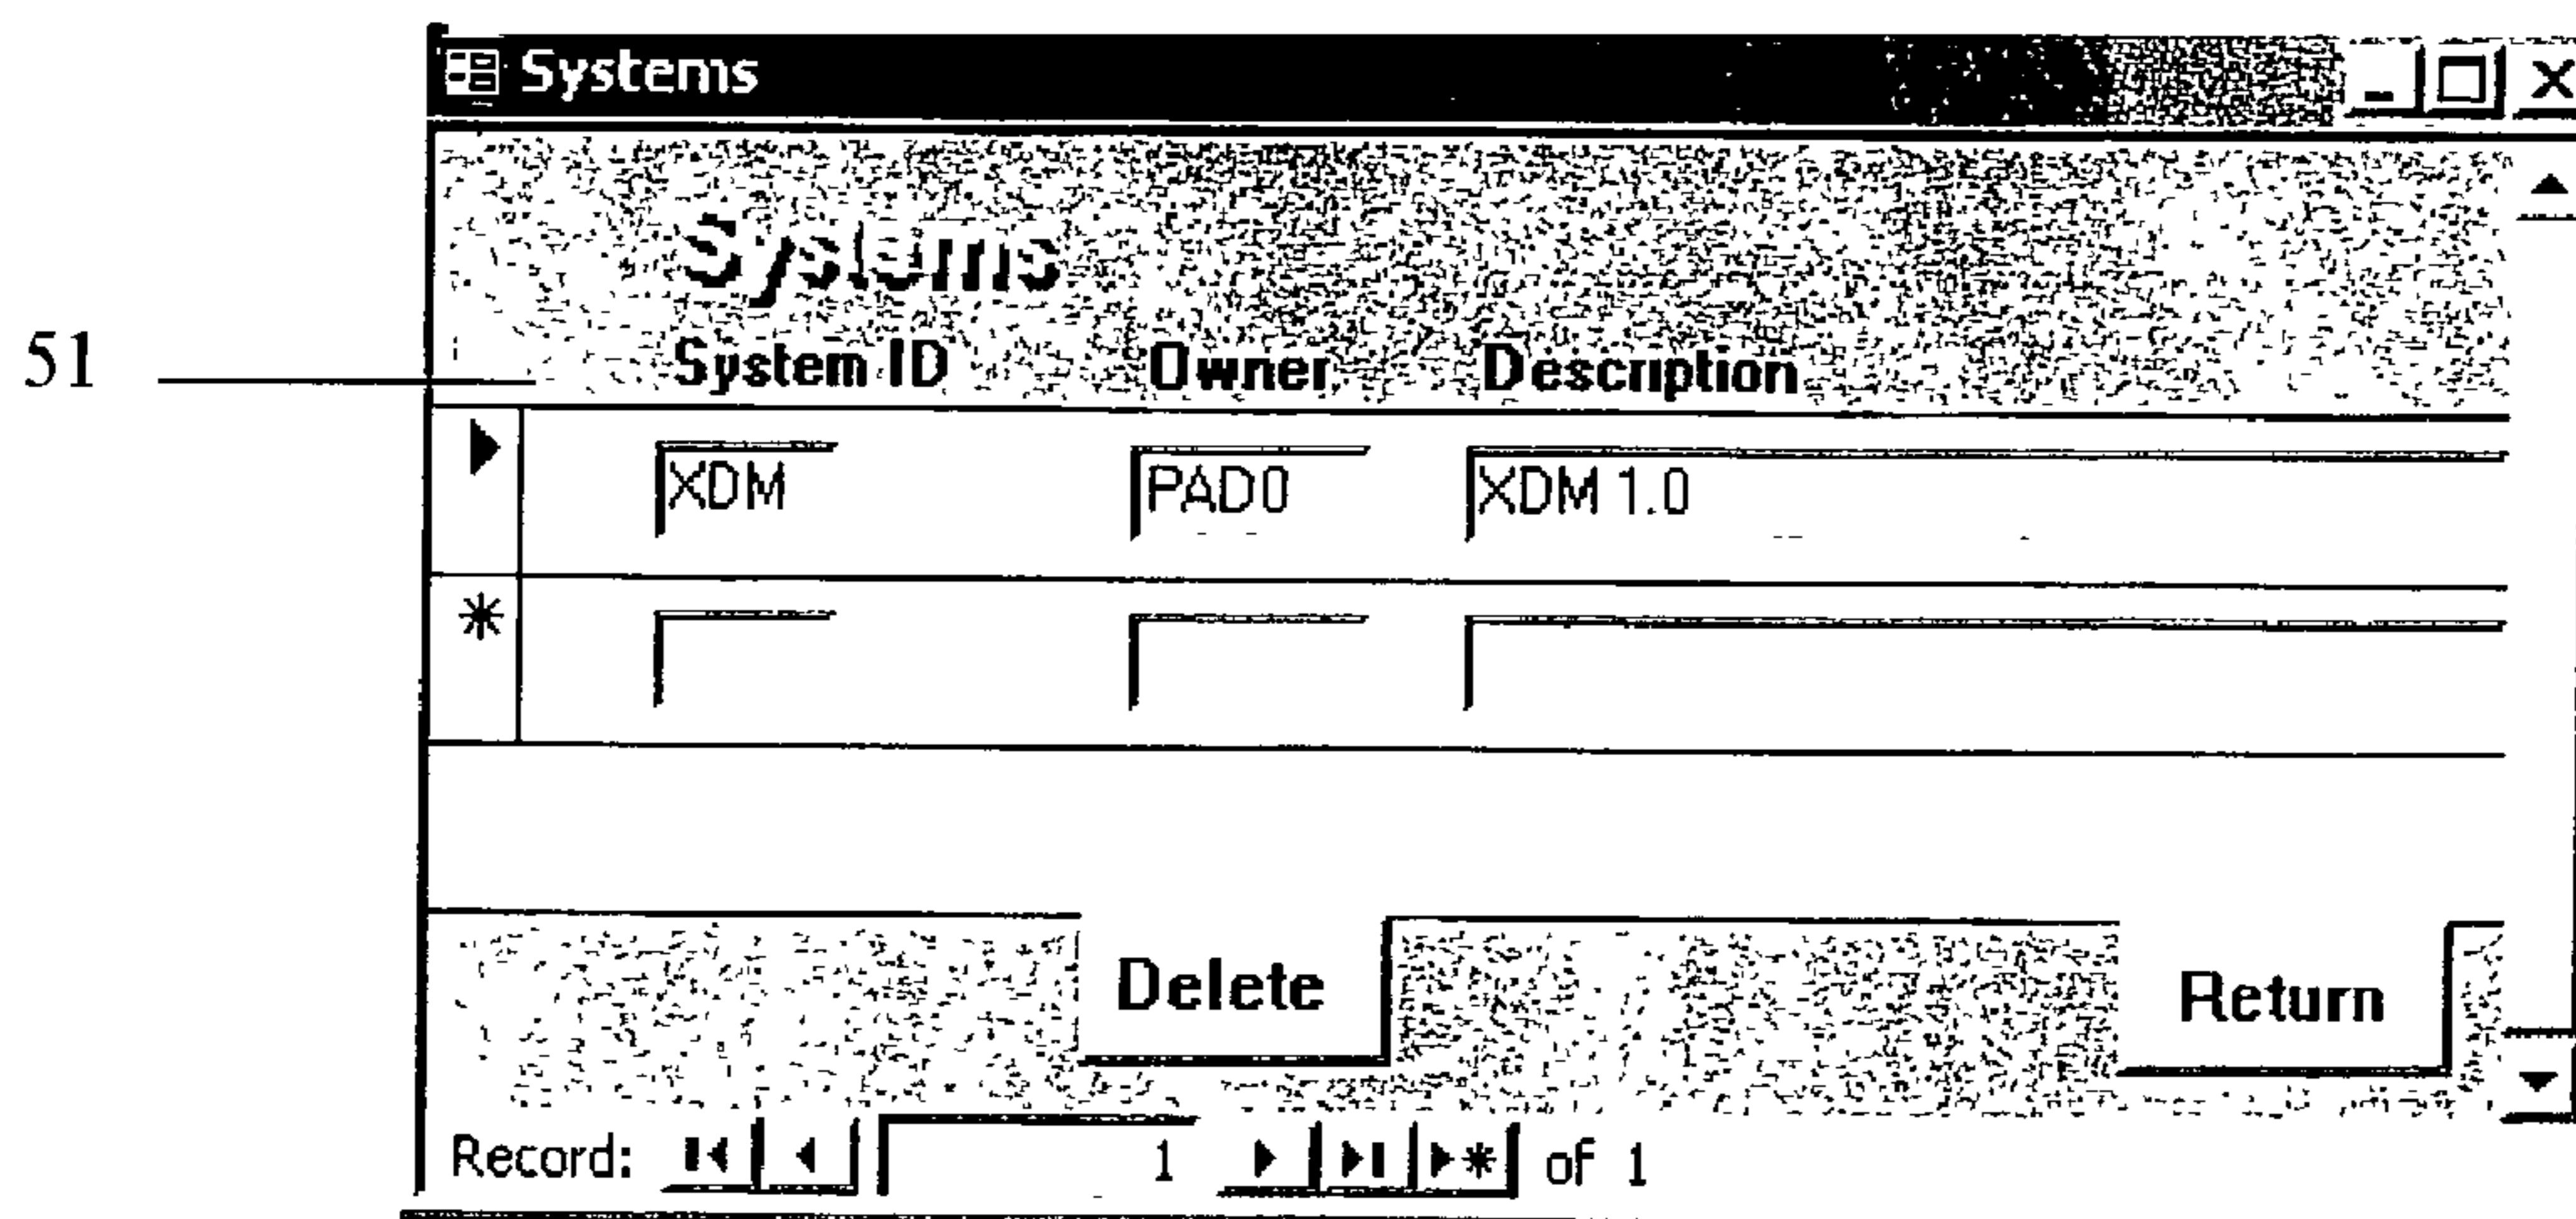 Systems
Systems
51
System ID Owner Description
XDM PAD0 XDM 1.0
Delete Return
Record: 1 of 1